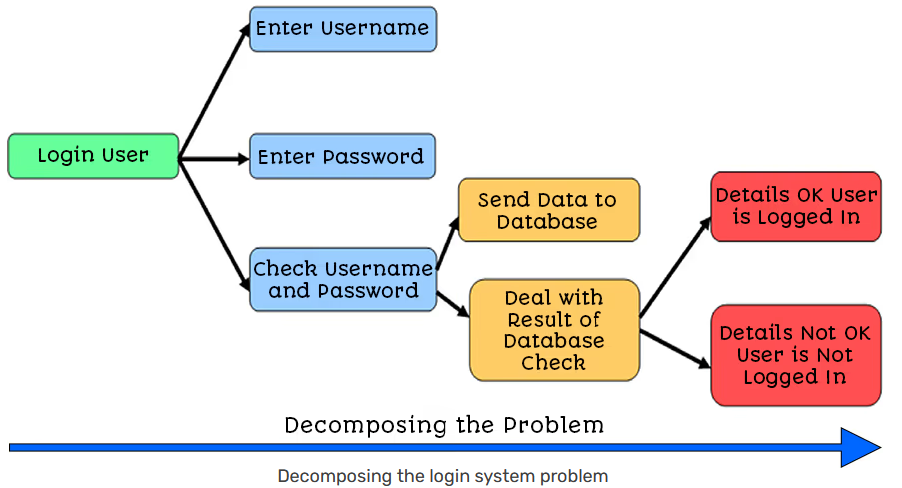 Enter Username
Login User
Enter Password
Check Username
and Password
Send Data to
Database
Deal with
Result of
Database
Check
Details OK User
is Logged In
Details Not OK
User is Not
Logged In
Decomposing the Problem
Decomposing the login system problem